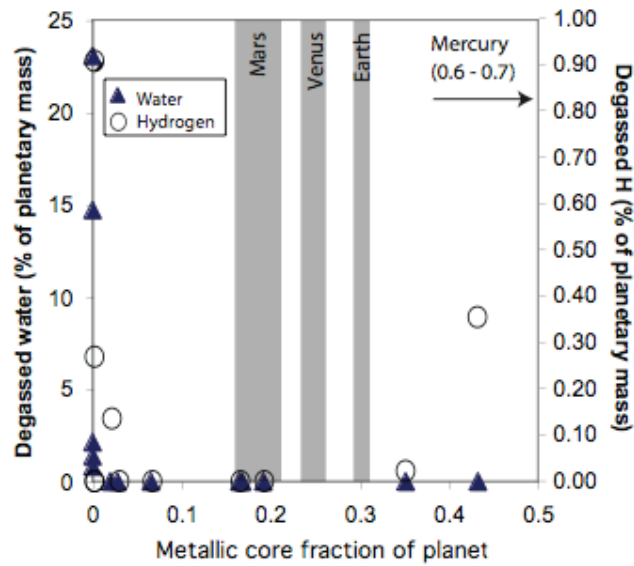 25
20
15
10
5
0
Degassed water (% of planetary mass)
Water
Hydrogen
Mars
Venus
Earth
Mercury
(0.6 - 0.7)
1.00
0.90
0.80
0.70
0.60
0.50
0.40
0.30
0.20
0.10
0.00
Degassed H (% of planetary mass)
0
0.1
0.2
0.3
0.4
0.5
Metallic core fraction of planet